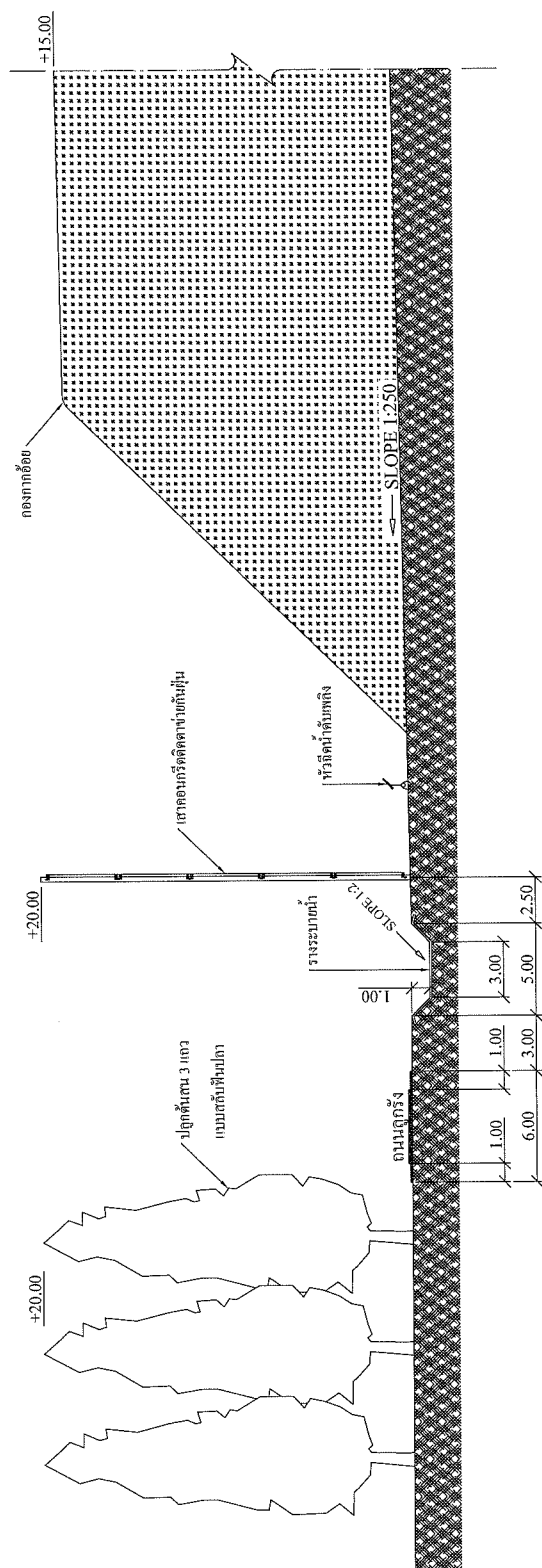 +20.00
ปลูกต้นสน 3 แถว
แบบสลับฟันปลา
+20.00
เสาคอนกรีตติดตาข่ายกันฝุ่น
รางระบายน้ำ
SLOPE 1:2
1.00
ถนนลูกรัง
หัวฉีดน้ำดับเพลิง
กองกากอ้อย
+15.00
SLOPE 1:250
1.00
1.00
3.00
6.00
3.00
5.00
2.50